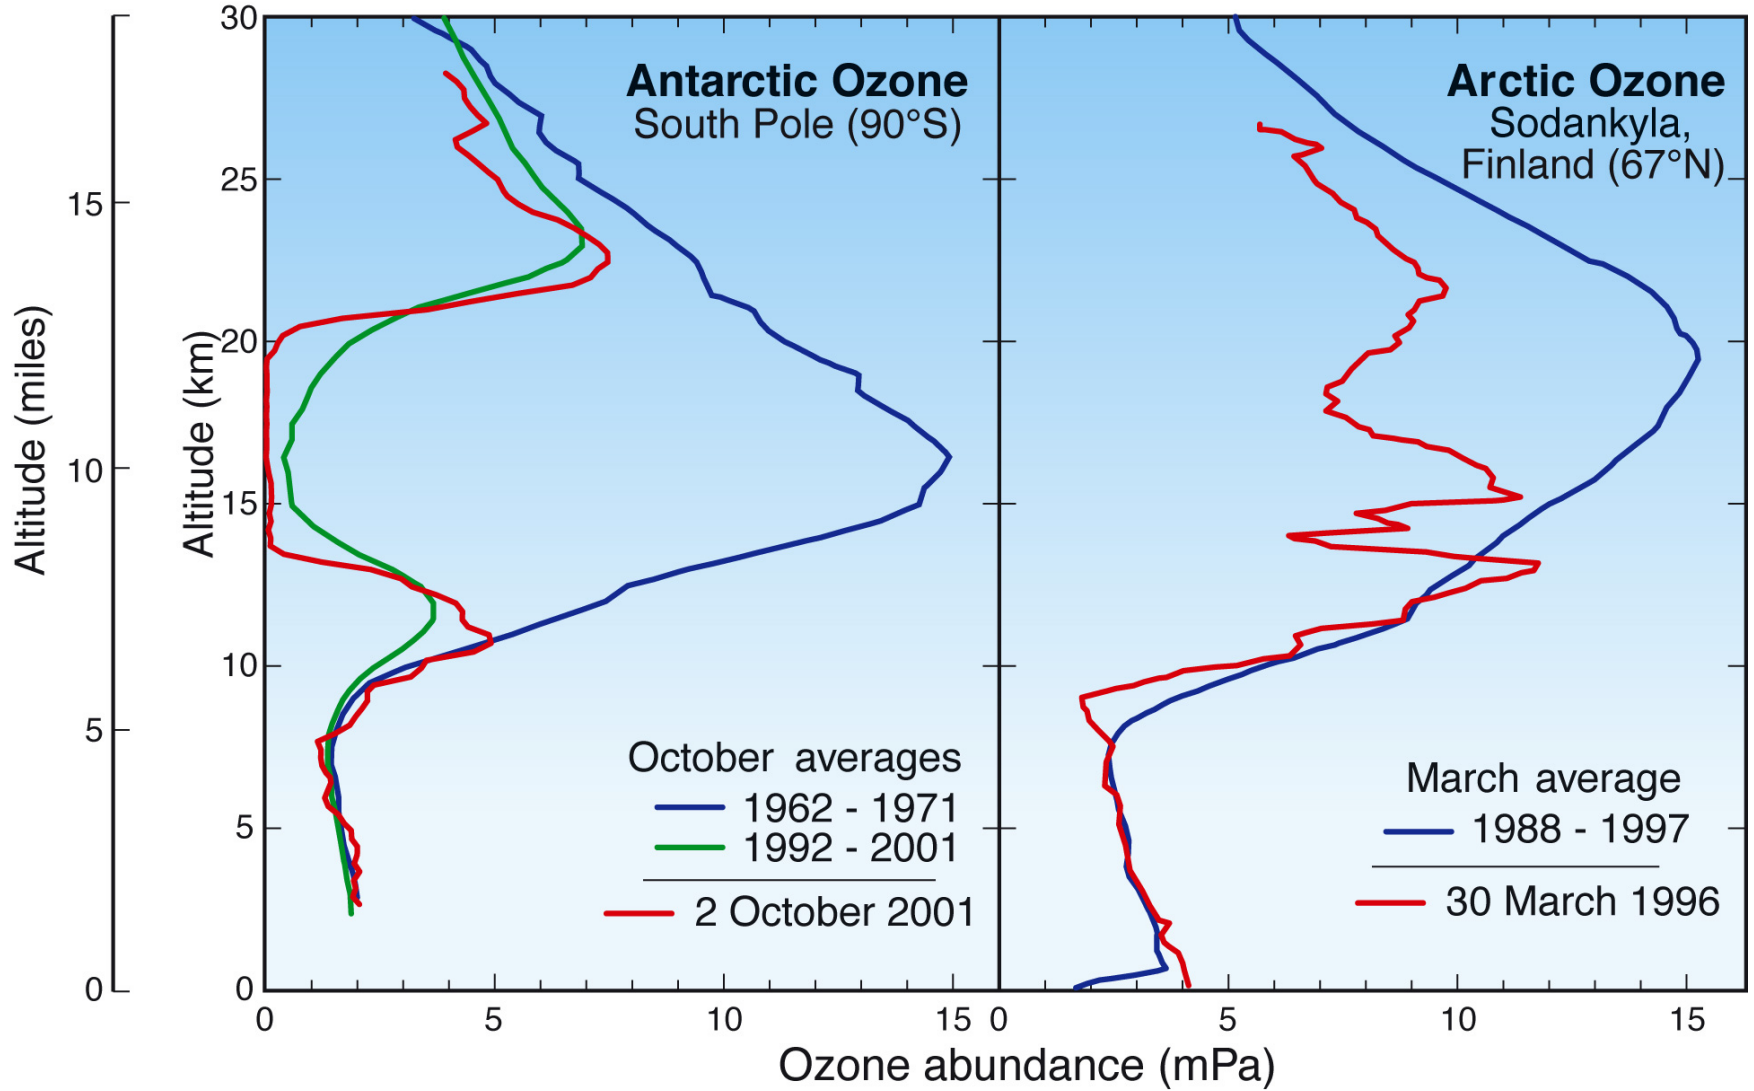 Altitude (miles)
15
10
5
0
Altitude (km)
30
25
20
15
10
5
0
Antarctic Ozone
South Pole (90°S)
October averages
1962 - 1971
1992 - 2001
2 October 2001
0 5 10 15
Arctic Ozone
Sodankyla,
Finland (67°N)
March average
1988 - 1997
30 March 1996
0 5 10 15
Ozone abundance (mPa)